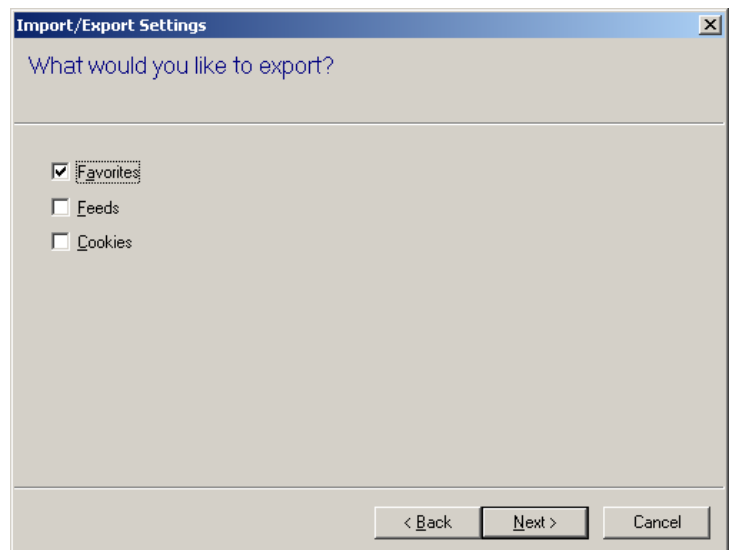 Import/Export Settings
What would you like to export?
Favorites
Feeds
Cookies
< Back Next > Cancel